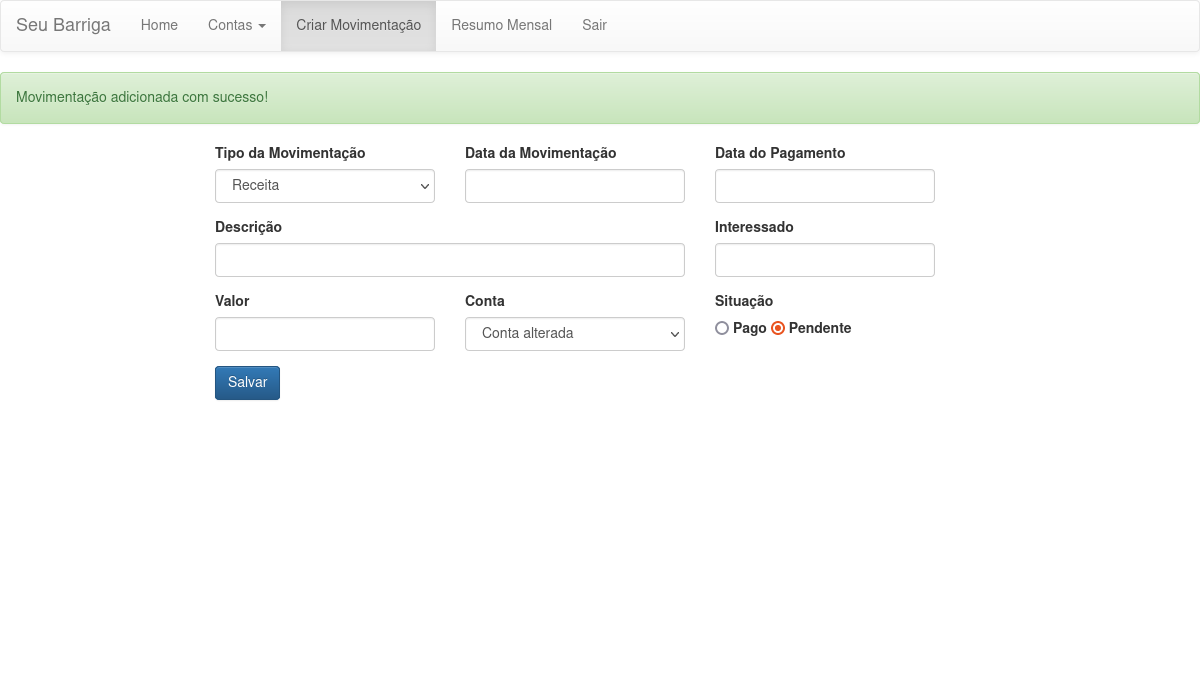 Seu Barriga Home Contas Criar Movimentação Resumo Mensal Sair
Movimentação adicionada com sucesso!
Tipo da Movimentação Data da Movimentação Data do Pagamento
Receita
Descrição Interessado
Valor Conta Situação
Conta alterada Pago Pendente
Salvar